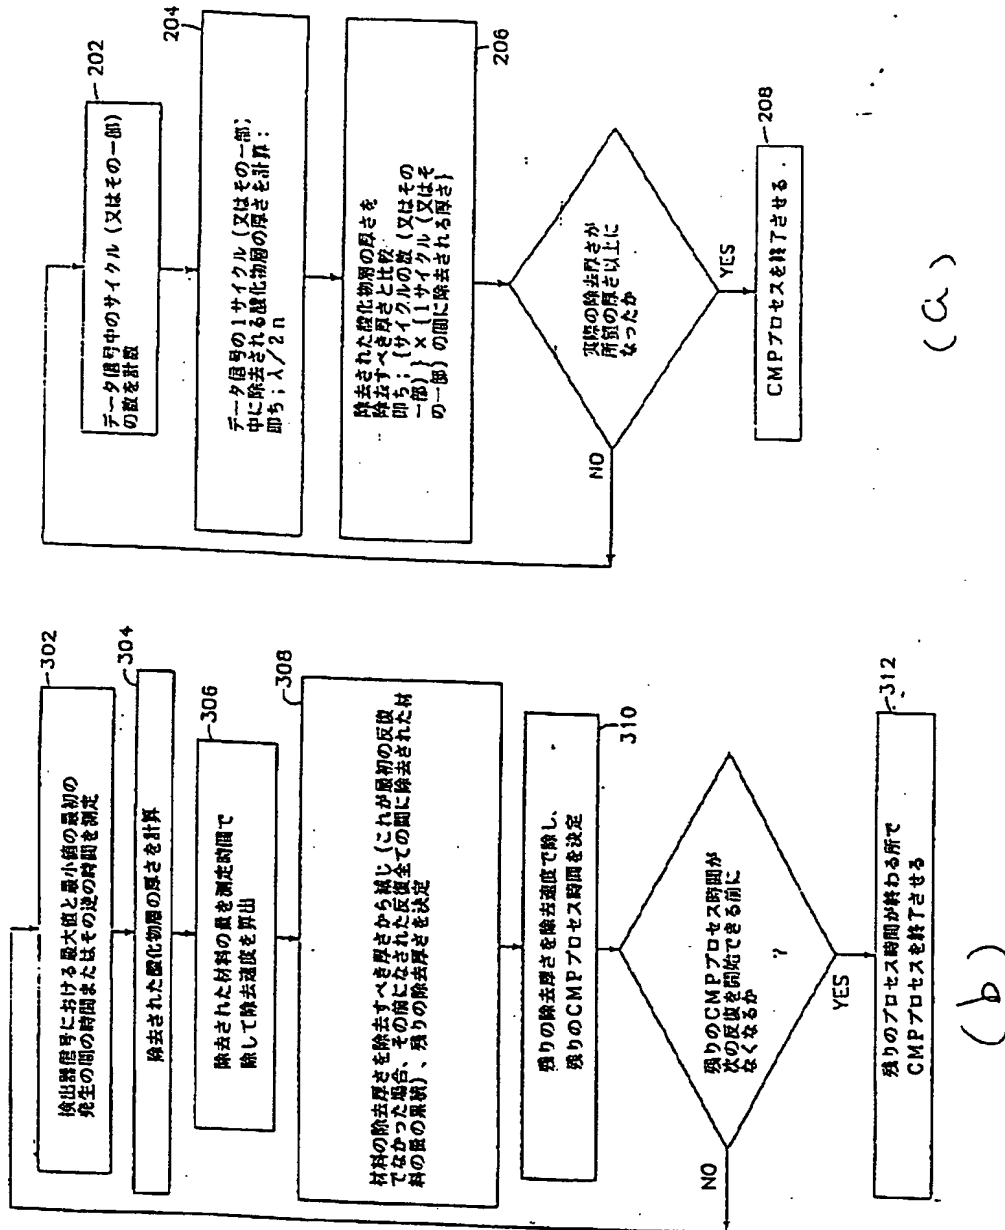 202
データ信号中のサイクル（又はその一部）
の数を計数
204
データ信号の1サイクル（又はその一部；
中に除去される酸化物層の厚さを計算：
即ち；λ／2n
206
除去された酸化物層の厚さを
除去すべき厚さと比較
即ち；{サイクルの数（又はその
一部）}×{1サイクル（又はそ
の一部）の間に除去される厚さ}
実際の除去厚さが
所望の厚さ以上に
なったか
NO
YES
208
CMPプロセスを終了させる
(a)
302
検出器信号における最大値と最小値の最初の
発生の間の時間またはその逆の時間を測定
304
除去された酸化物層の厚さを計算
306
除去された材料の数を測定時間で
除して除去速度を算出
308
材料の除去厚さを除去すべき厚さから減じ（これが最初の反復
でなかった場合、その前になされた反復全ての間に除去された材
料の量の累積）、残りの除去厚さを決定
310
残りの除去厚さを除去速度で除し、
残りのCMPプロセス時間を決定
残りのCMPプロセス時間が
次の反復を開始できる前に
なくなるか
?
NO
YES
312
残りのプロセス時間が終わる所で
CMPプロセスを終了させる
(b)